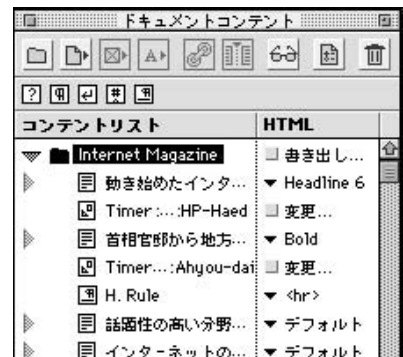 ドキュメントコンテント
コンテントリスト HTML
Internet Magazine 書き出し...
動き始めたインタ... Headline 6
Timer:...:HP-Haed 変更...
首相官邸から地方... Bold
Timer...:Ahyou-dai 変更...
H. Rule <hr>
話題性の高い分野... デフォルト
インターネットの... デフォルト